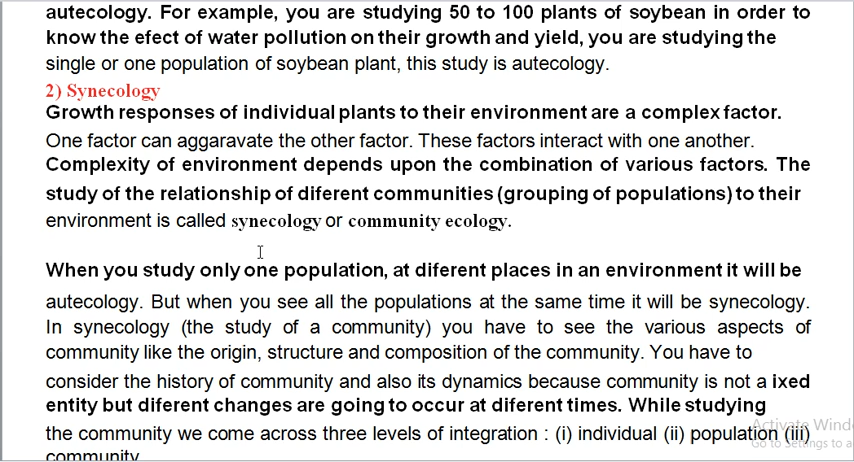 autecology. For example, you are studying 50 to 100 plants of soybean in order to
know the efect of water pollution on their growth and yield, you are studying the
single or one population of soybean plant, this study is autecology.
2) Synecology
Growth responses of individual plants to their environment are a complex factor.
One factor can aggaravate the other factor. These factors interact with one another.
Complexity of environment depends upon the combination of various factors. The
study of the relationship of diferent communities (grouping of populations) to their
environment is called synecology or community ecology.
When you study only one population, at diferent places in an environment it will be
autecology. But when you see all the populations at the same time it will be synecology.
In synecology (the study of a community) you have to see the various aspects of
community like the origin, structure and composition of the community. You have to
consider the history of community and also its dynamics because community is not a ixed
entity but diferent changes are going to occur at diferent times. While studying
the community we come across three levels of integration : (i) individual (ii) population (iii)
community
Activate Wind
Go to Settings to a